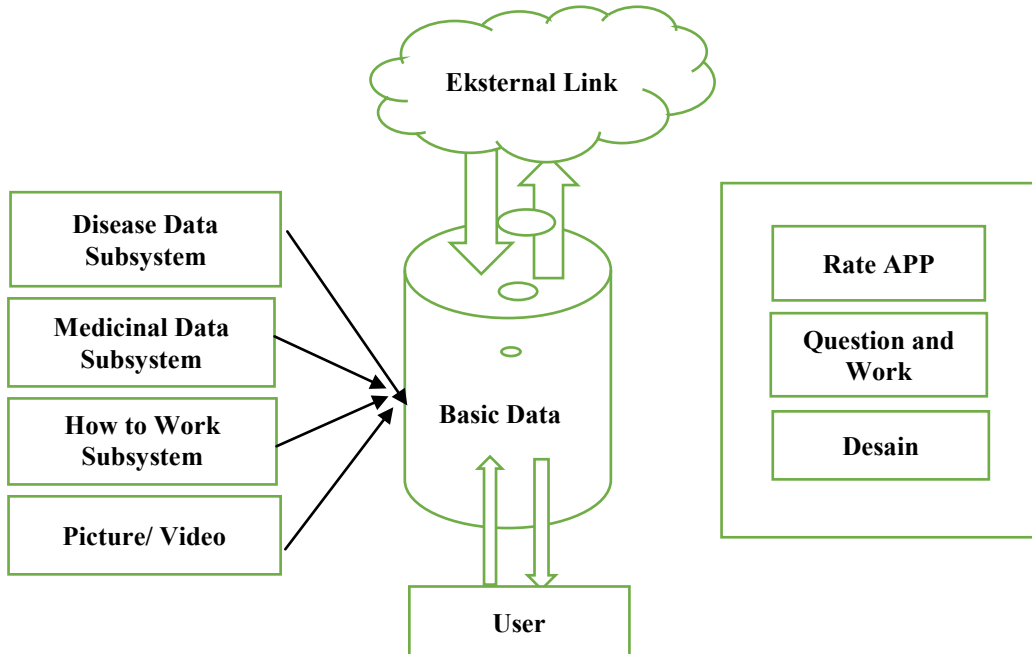 Eksternal Link
Disease Data
Subsystem
Medicinal Data
Subsystem
How to Work
Subsystem
Picture/ Video
Basic Data
User
Rate APP
Question and
Work
Desain